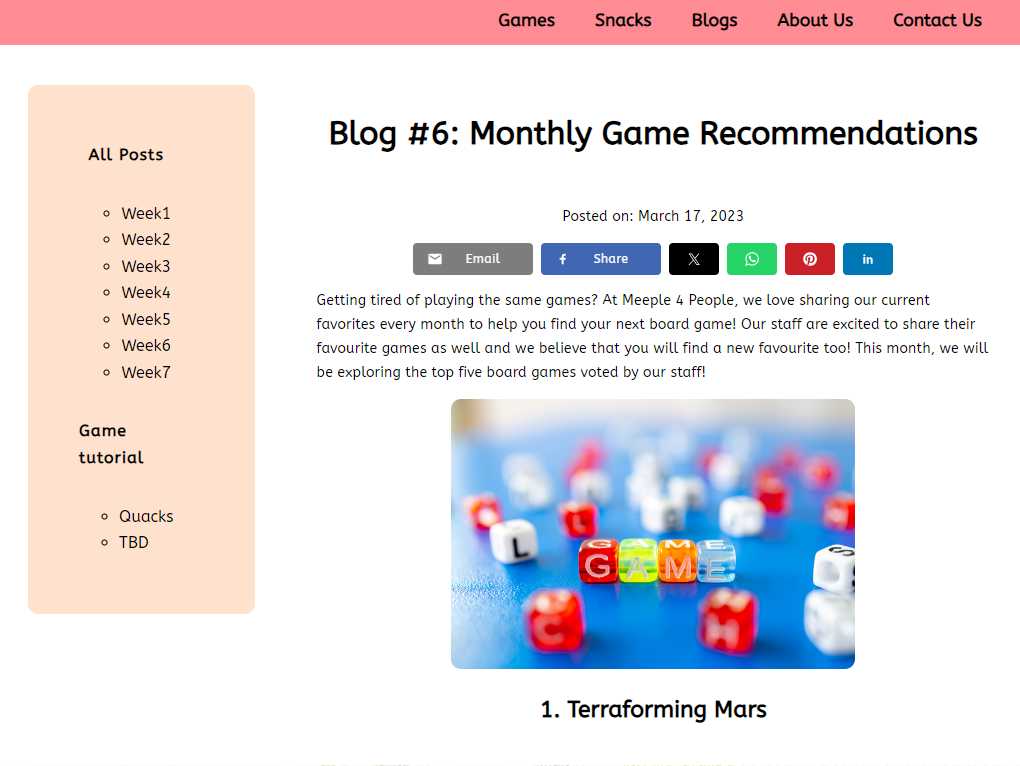 Games Snacks Blogs About Us Contact Us
All Posts
Week1
Week2
Week3
Week4
Week5
Week6
Week7
Game
tutorial
Quacks
TBD
Blog #6: Monthly Game Recommendations
Posted on: March 17, 2023
Email Share
Getting tired of playing the same games? At Meeple 4 People, we love sharing our current
favorites every month to help you find your next board game! Our staff are excited to share their
favourite games as well and we believe that you will find a new favourite too! This month, we will
be exploring the top five board games voted by our staff!
L
GAME
GAME
S
C H
1. Terraforming Mars